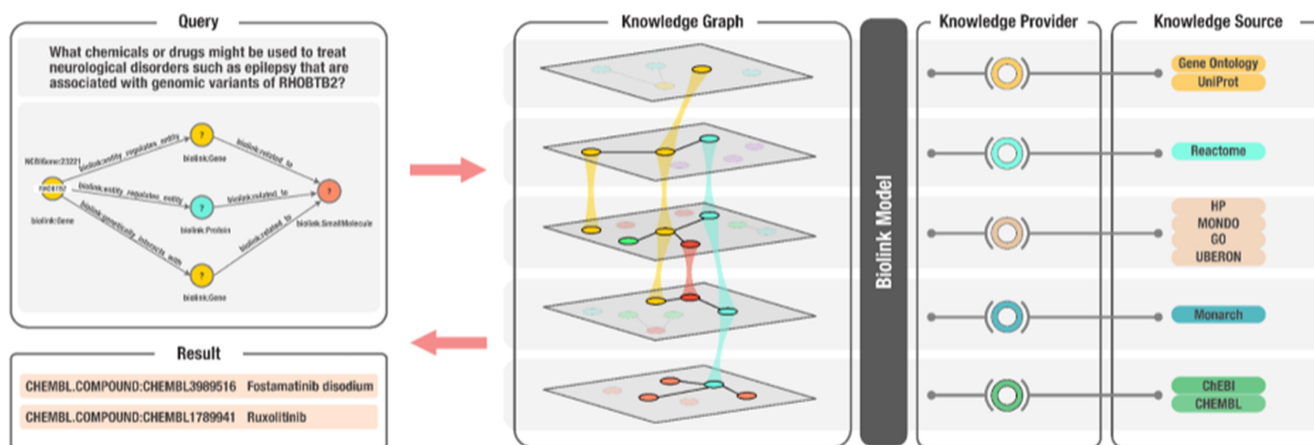 Query
What chemicals or drugs might be used to treat
neurological disorders such as epilepsy that are
associated with genomic variants of RHOBTB2?
NCBIGene:23221
RHOBTB2
biolink:Gene
biolink:entity_regulates_entity
biolink:entity_regulates_entity
biolink:genetically_interacts_with
?
biolink:Gene
?
biolink:Protein
?
biolink:Gene
biolink:related_to
biolink:related_to
biolink:related_to
?
biolink:SmallMolecule
Result
CHEMBL.COMPOUND:CHEMBL3989516 Fostamatinib disodium
CHEMBL.COMPOUND:CHEMBL1789941 Ruxolitinib
Knowledge Graph
Biolink Model
Knowledge Provider
Knowledge Source
Gene Ontology
UniProt
Reactome
HP
MONDO
GO
UBERON
Monarch
ChEBI
CHEMBL